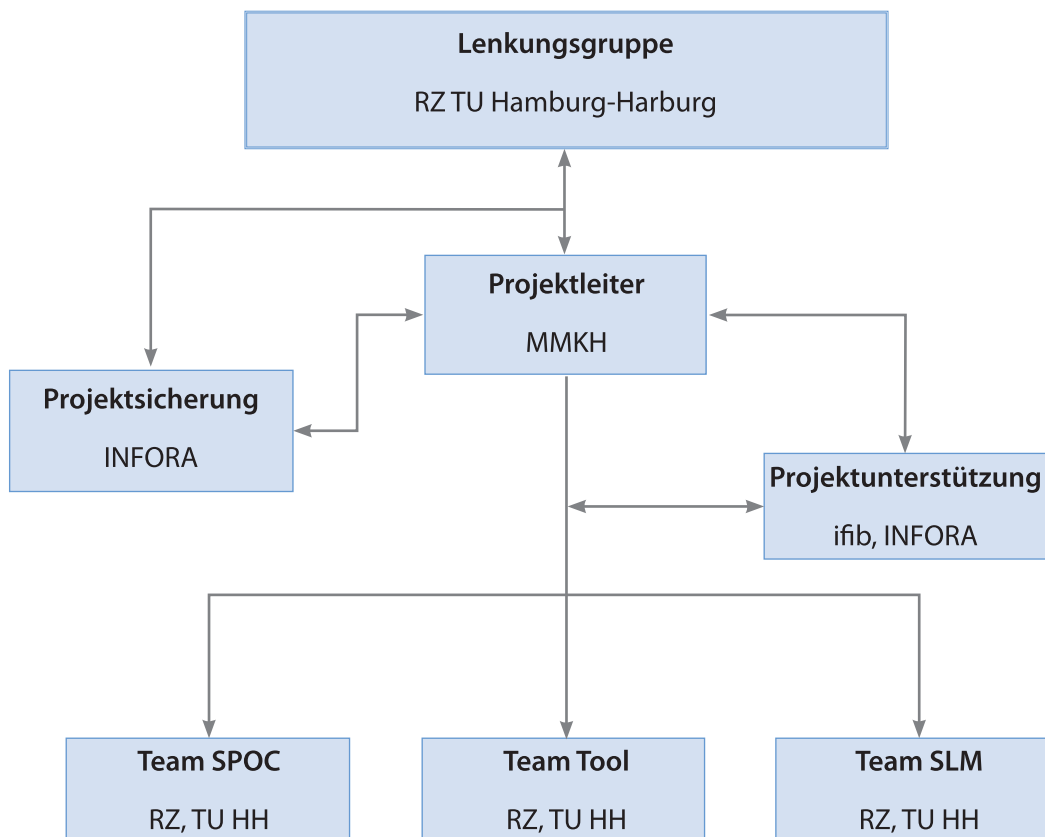 Lenkungsgruppe
RZ TU Hamburg-Harburg
Projektleiter
MMKH
Projektsicherung
INFORA
Projektunterstützung
ifib, INFORA
Team SPOC
RZ, TU HH
Team Tool
RZ, TU HH
Team SLM
RZ, TU HH